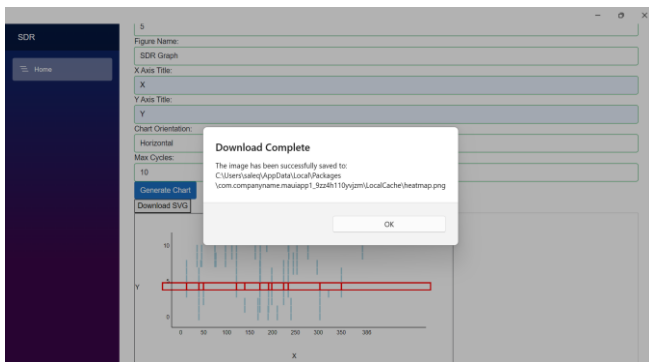 SDR
Home
5
Figure Name:
SDR Graph
X Axis Title:
X
Y Axis Title:
Y
Chart Orientation:
Horizontal
Max Cycles:
10
Generate Chart
Download SVG
Download Complete
The image has been successfully saved to:
C:\Users\saleq\AppData\Local\Packages
\com.companyname.mauiapp1_9zz4h110yvjzm\LocalCache\heatmap.png
OK
10
5
0
Y
0 50 100 150 200 250 300 350 386
X